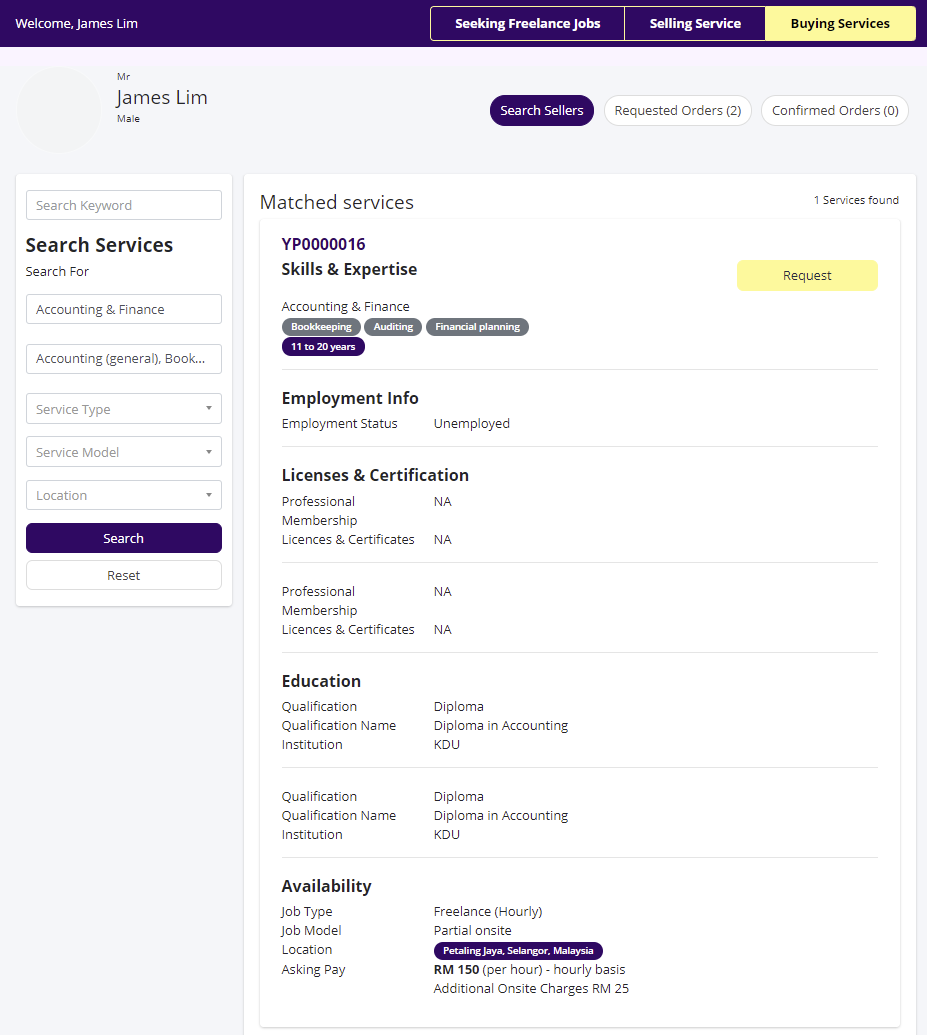 Welcome, James Lim
Seeking Freelance Jobs
Selling Service
Buying Services
Mr
James Lim
Male
Search Sellers
Requested Orders (2)
Confirmed Orders (0)
Search Keyword
Search Services
Search For
Accounting & Finance
Accounting (general), Book...
Service Type
Service Model
Location
Search
Reset
Matched services
1 Services found
YP0000016
Skills & Expertise
Request
Accounting & Finance
Bookkeeping Auditing Financial planning
11 to 20 years
Employment Info
Employment Status Unemployed
Licenses & Certification
Professional NA
Membership
Licences & Certificates NA
Professional NA
Membership
Licences & Certificates NA
Education
Qualification Diploma
Qualification Name Diploma in Accounting
Institution KDU
Qualification Diploma
Qualification Name Diploma in Accounting
Institution KDU
Availability
Job Type Freelance (Hourly)
Job Model Partial onsite
Location Petaling Jaya, Selangor, Malaysia
Asking Pay RM 150 (per hour) - hourly basis
Additional Onsite Charges RM 25